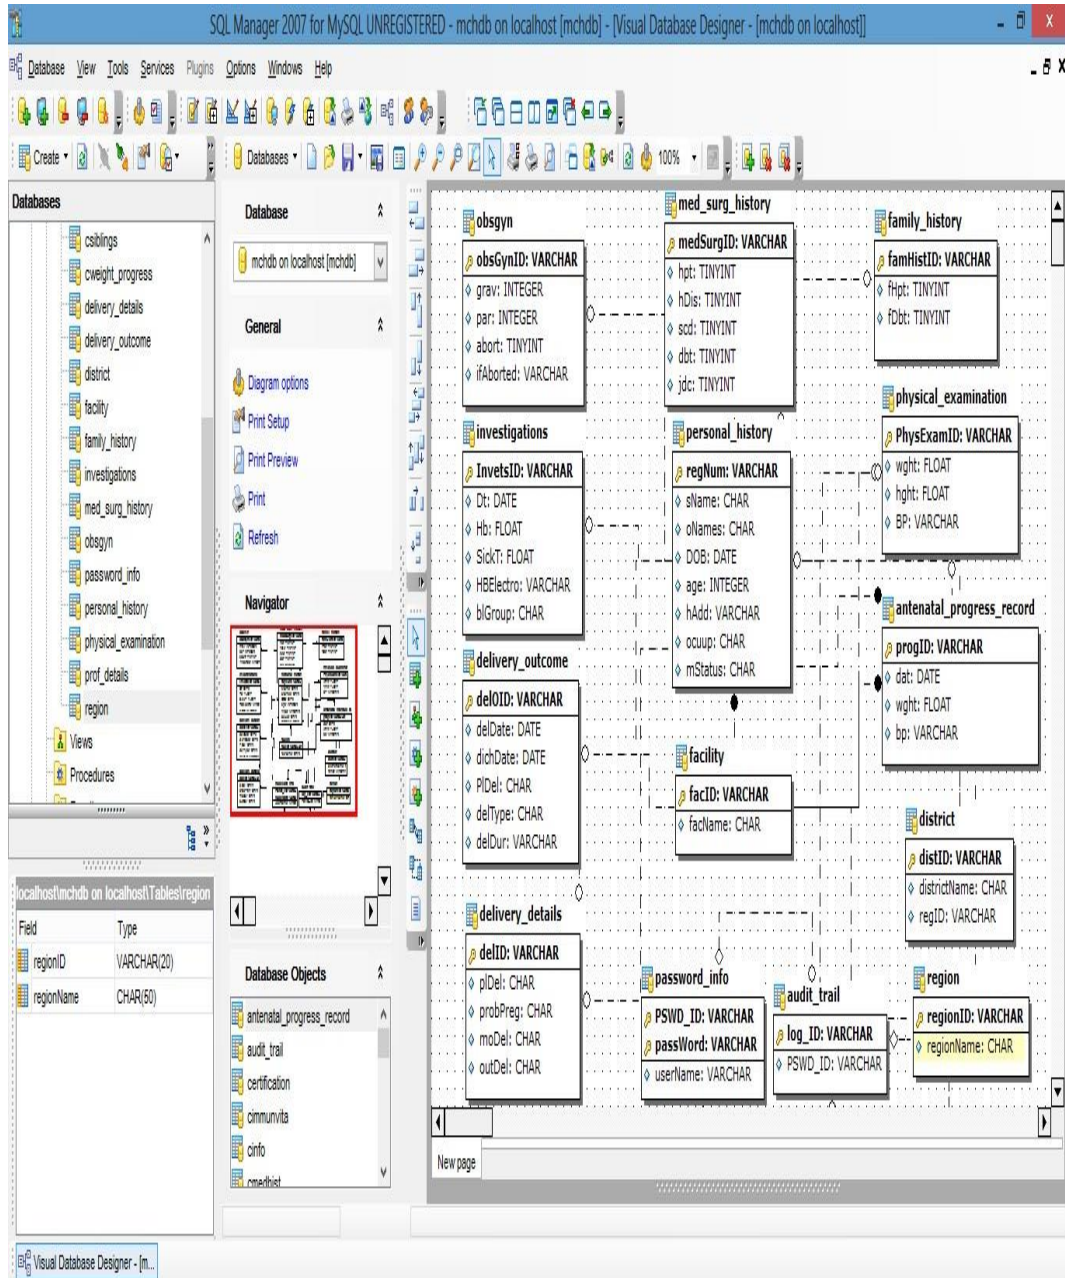 SQL Manager 2007 for MySQL UNREGISTERED - mchdb on localhost [mchdb] - [Visual Database Designer - [mchdb on localhost]]
Database View Tools Services Plugins Options Windows Help
Create
Databases
100%
Databases
csiblings
cweight_progress
delivery_details
delivery_outcome
district
facility
family_history
investigations
med_surg_history
obsgyn
password_info
personal_history
physical_examination
prof_details
region
Views
Procedures
localhost\mchdb on localhost\Tables\region
Field Type
regionID VARCHAR(20)
regionName CHAR(50)
Database
mchdb on localhost [mchdb]
General
Diagram options
Print Setup
Print Preview
Print
Refresh
Navigator
Database Objects
antenatal_progress_record
audit_trail
certification
cimmunvita
cinfo
cmedhist
obsgyn
obsGynID: VARCHAR
grav: INTEGER
par: INTEGER
abort: TINYINT
ifAborted: VARCHAR
med_surg_history
medSurgID: VARCHAR
hpt: TINYINT
hDis: TINYINT
scd: TINYINT
dbt: TINYINT
jdc: TINYINT
family_history
famHistID: VARCHAR
fHpt: TINYINT
fDbt: TINYINT
investigations
InvetsID: VARCHAR
Dt: DATE
Hb: FLOAT
SickT: FLOAT
HBElectro: VARCHAR
blGroup: CHAR
personal_history
regNum: VARCHAR
sName: CHAR
oNames: CHAR
DOB: DATE
age: INTEGER
hAdd: VARCHAR
ocuup: CHAR
mStatus: CHAR
physical_examination
PhysExamID: VARCHAR
wght: FLOAT
hght: FLOAT
BP: VARCHAR
antenatal_progress_record
progID: VARCHAR
dat: DATE
wght: FLOAT
bp: VARCHAR
delivery_outcome
delOID: VARCHAR
delDate: DATE
dichDate: DATE
PlDel: CHAR
delType: CHAR
delDur: VARCHAR
facility
facID: VARCHAR
facName: CHAR
district
distID: VARCHAR
districtName: CHAR
regID: VARCHAR
delivery_details
delID: VARCHAR
plDel: CHAR
probPreg: CHAR
moDel: CHAR
outDel: CHAR
password_info
PSWD_ID: VARCHAR
passWord: VARCHAR
userName: VARCHAR
audit_trail
log_ID: VARCHAR
PSWD_ID: VARCHAR
region
regionID: VARCHAR
regionName: CHAR
New page
Visual Database Designer - [m...